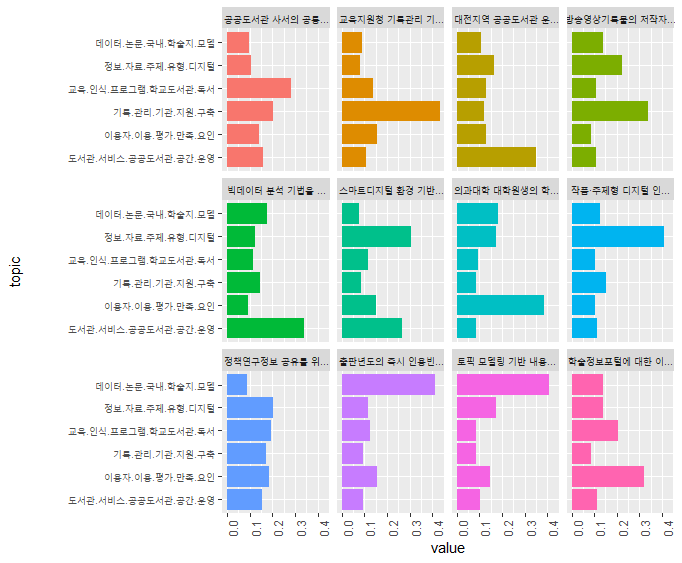 공공도서관 사서의 공통...
교육지원청 기록관리 기...
대전지역 공공도서관 운...
방송영상기록물의 저작자...
데이터.논문.국내.학술지.모델
정보.자료.주제.유형.디지털
교육.인식.프로그램.학교도서관.독서
기록.관리.기관.지원.구축
이용자.이용.평가.만족.요인
도서관.서비스.공공도서관.공간.운영
빅데이터 분석 기법을 ...
스마트디지털 환경 기반...
의과대학 대학원생의 학...
작품-주제형 디지털 인...
데이터.논문.국내.학술지.모델
정보.자료.주제.유형.디지털
교육.인식.프로그램.학교도서관.독서
기록.관리.기관.지원.구축
이용자.이용.평가.만족.요인
도서관.서비스.공공도서관.공간.운영
topic
정책연구정보 공유를 위...
출판년도의 즉시 인용빈...
토픽 모델링 기반 내용...
학술정보포털에 대한 이...
데이터.논문.국내.학술지.모델
정보.자료.주제.유형.디지털
교육.인식.프로그램.학교도서관.독서
기록.관리.기관.지원.구축
이용자.이용.평가.만족.요인
도서관.서비스.공공도서관.공간.운영
0.0 0.1 0.2 0.3 0.4
0.0 0.1 0.2 0.3 0.4
0.0 0.1 0.2 0.3 0.4
0.0 0.1 0.2 0.3 0.4
value